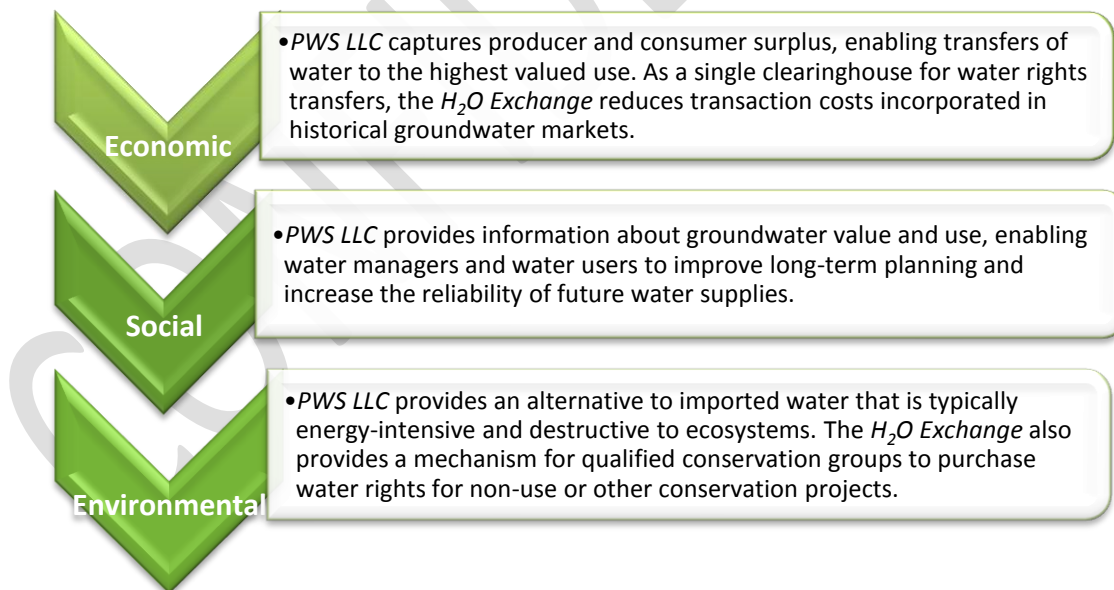 Economic
•PWS LLC captures producer and consumer surplus, enabling transfers of
water to the highest valued use. As a single clearinghouse for water rights
transfers, the H₂O Exchange reduces transaction costs incorporated in
historical groundwater markets.
Social
•PWS LLC provides information about groundwater value and use, enabling
water managers and water users to improve long-term planning and
increase the reliability of future water supplies.
Environmental
•PWS LLC provides an alternative to imported water that is typically
energy-intensive and destructive to ecosystems. The H₂O Exchange also
provides a mechanism for qualified conservation groups to purchase
water rights for non-use or other conservation projects.